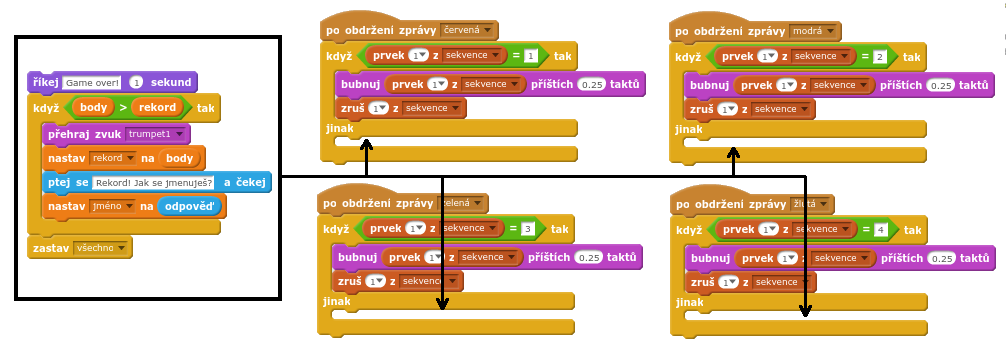 říkej Game over! 1 sekund
když body > rekord tak
přehraj zvuk trumpet1
nastav rekord na body
ptej se Rekord! Jak se jmenuješ? a čekej
nastav jméno na odpověď
zastav všechno
po obdržení zprávy červená
když prvek 1 z sekvence = 1 tak
bubnuj prvek 1 z sekvence příštích 0.25 taktů
zruš 1 z sekvence
jinak
po obdržení zprávy modrá
když prvek 1 z sekvence = 2 tak
bubnuj prvek 1 z sekvence příštích 0.25 taktů
zruš 1 z sekvence
jinak
po obdržení zprávy zelená
když prvek 1 z sekvence = 3 tak
bubnuj prvek 1 z sekvence příštích 0.25 taktů
zruš 1 z sekvence
jinak
po obdržení zprávy žlutá
když prvek 1 z sekvence = 4 tak
bubnuj prvek 1 z sekvence příštích 0.25 taktů
zruš 1 z sekvence
jinak